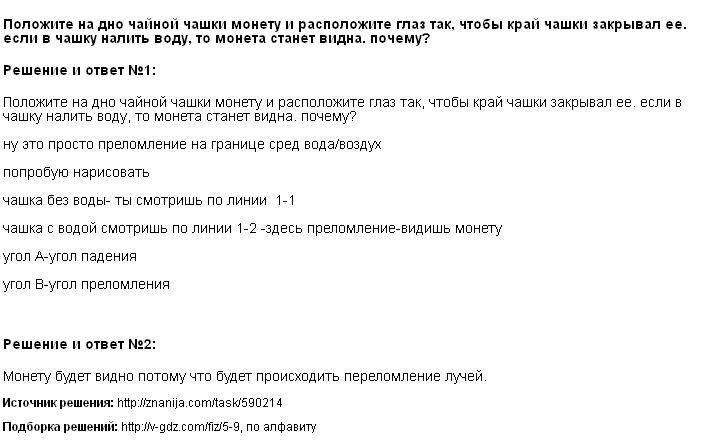 Положите на дно чайной чашки монету и расположите глаз так, чтобы край чашки закрывал ее.
если в чашку налить воду, то монета станет видна. почему?
Решение и ответ №1:
Положите на дно чайной чашки монету и расположите глаз так, чтобы край чашки закрывал ее. если в
чашку налить воду, то монета станет видна. почему?
ну это просто преломление на границе сред вода/воздух
попробую нарисовать
чашка без воды- ты смотришь по линии 1-1
чашка с водой смотришь по линии 1-2 -здесь преломление-видишь монету
угол А-угол падения
угол В-угол преломления
Решение и ответ №2:
Монету будет видно потому что будет происходить переломление лучей.
Источник решения: http://znanija.com/task/590214
Подборка решений: http://v-gdz.com/fiz/5-9, по алфавиту